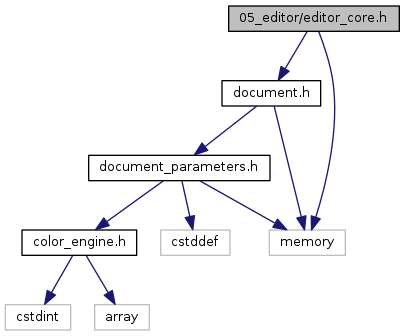 05_editor/editor_core.h
document.h
document_parameters.h
color_engine.h
cstddef
memory
cstdint
array